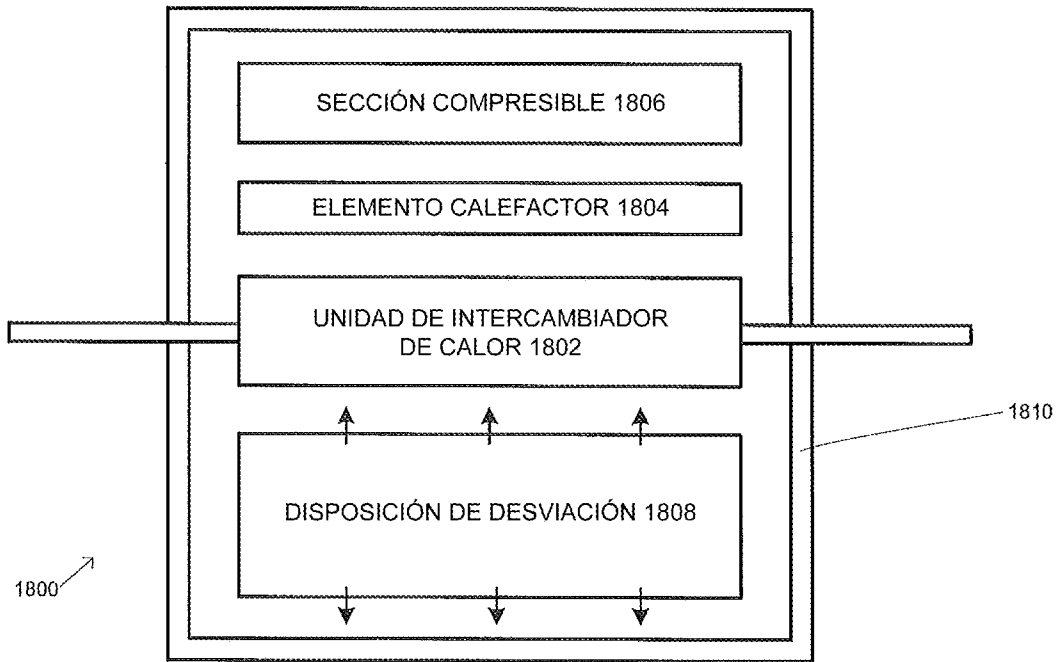 SECCIÓN COMPRESIBLE 1806
ELEMENTO CALEFACTOR 1804
UNIDAD DE INTERCAMBIADOR
DE CALOR 1802
1810
DISPOSICIÓN DE DESVIACIÓN 1808
1800